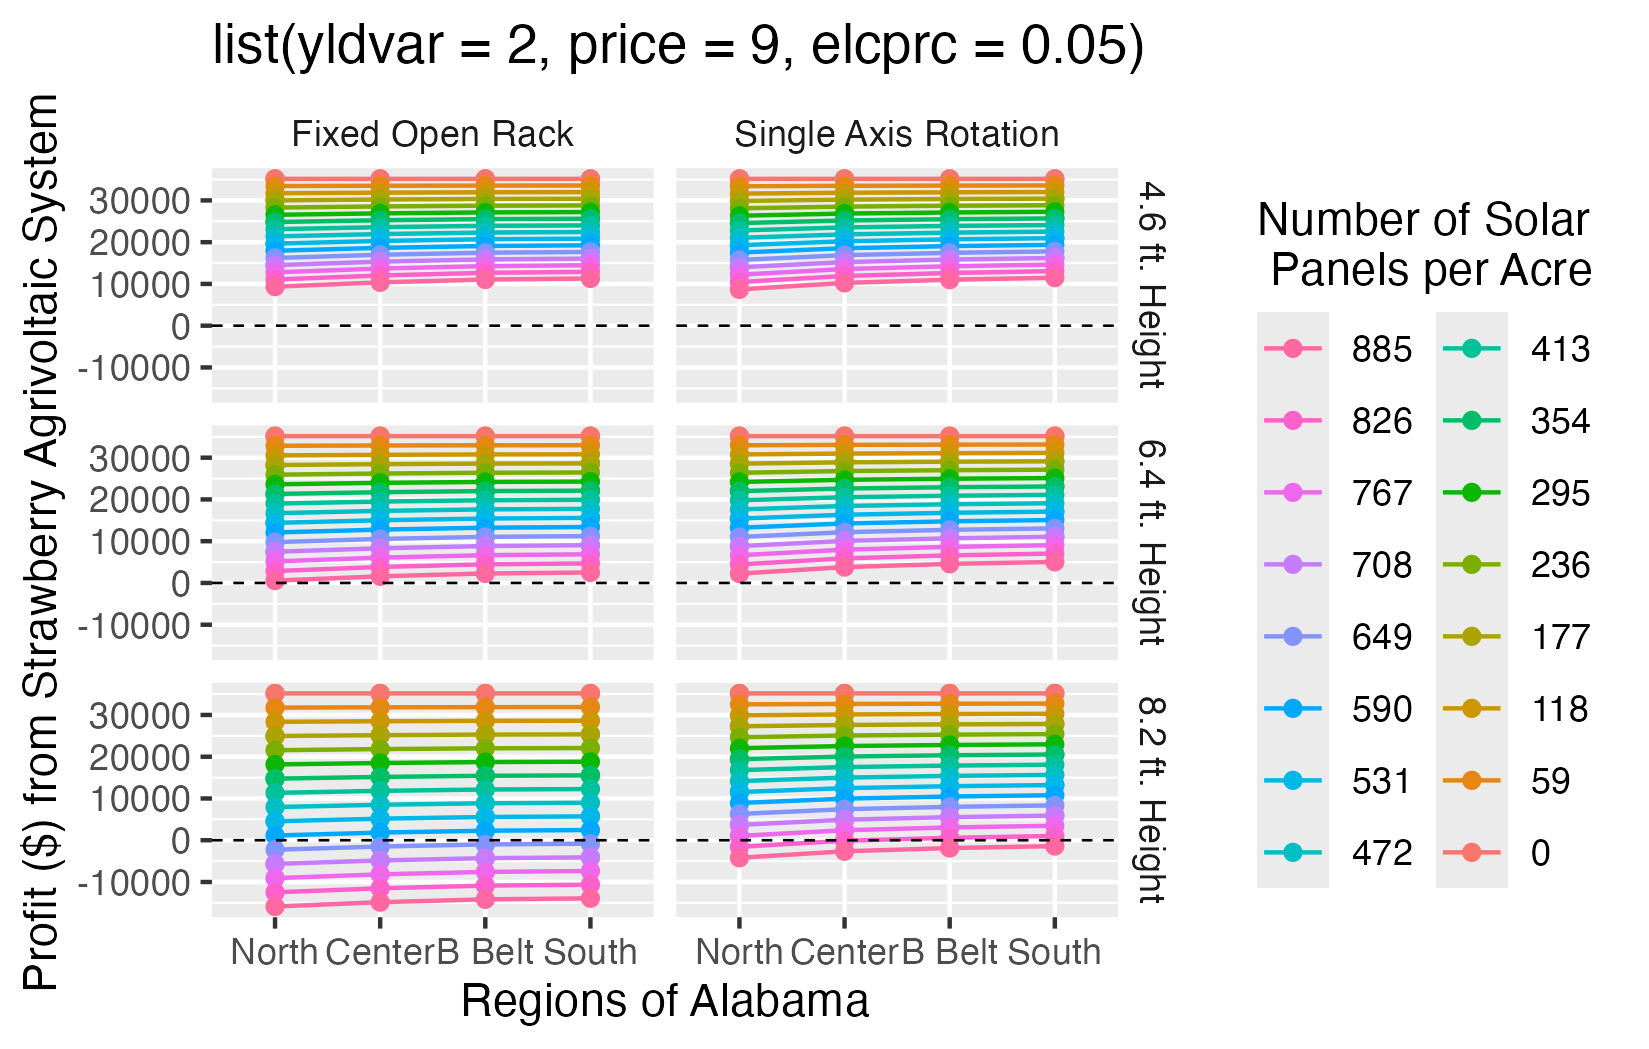 list(yldvar = 2, price = 9, elcprc = 0.05)
Profit ($) from Strawberry Agrivoltaic System
Fixed Open Rack
Single Axis Rotation
30000
20000
10000
0
-10000
4.6 ft. Height
30000
20000
10000
0
-10000
6.4 ft. Height
30000
20000
10000
0
-10000
8.2 ft. Height
North Center B Belt South
North Center B Belt South
Regions of Alabama
Number of Solar
Panels per Acre
885
826
767
708
649
590
531
472
413
354
295
236
177
118
59
0